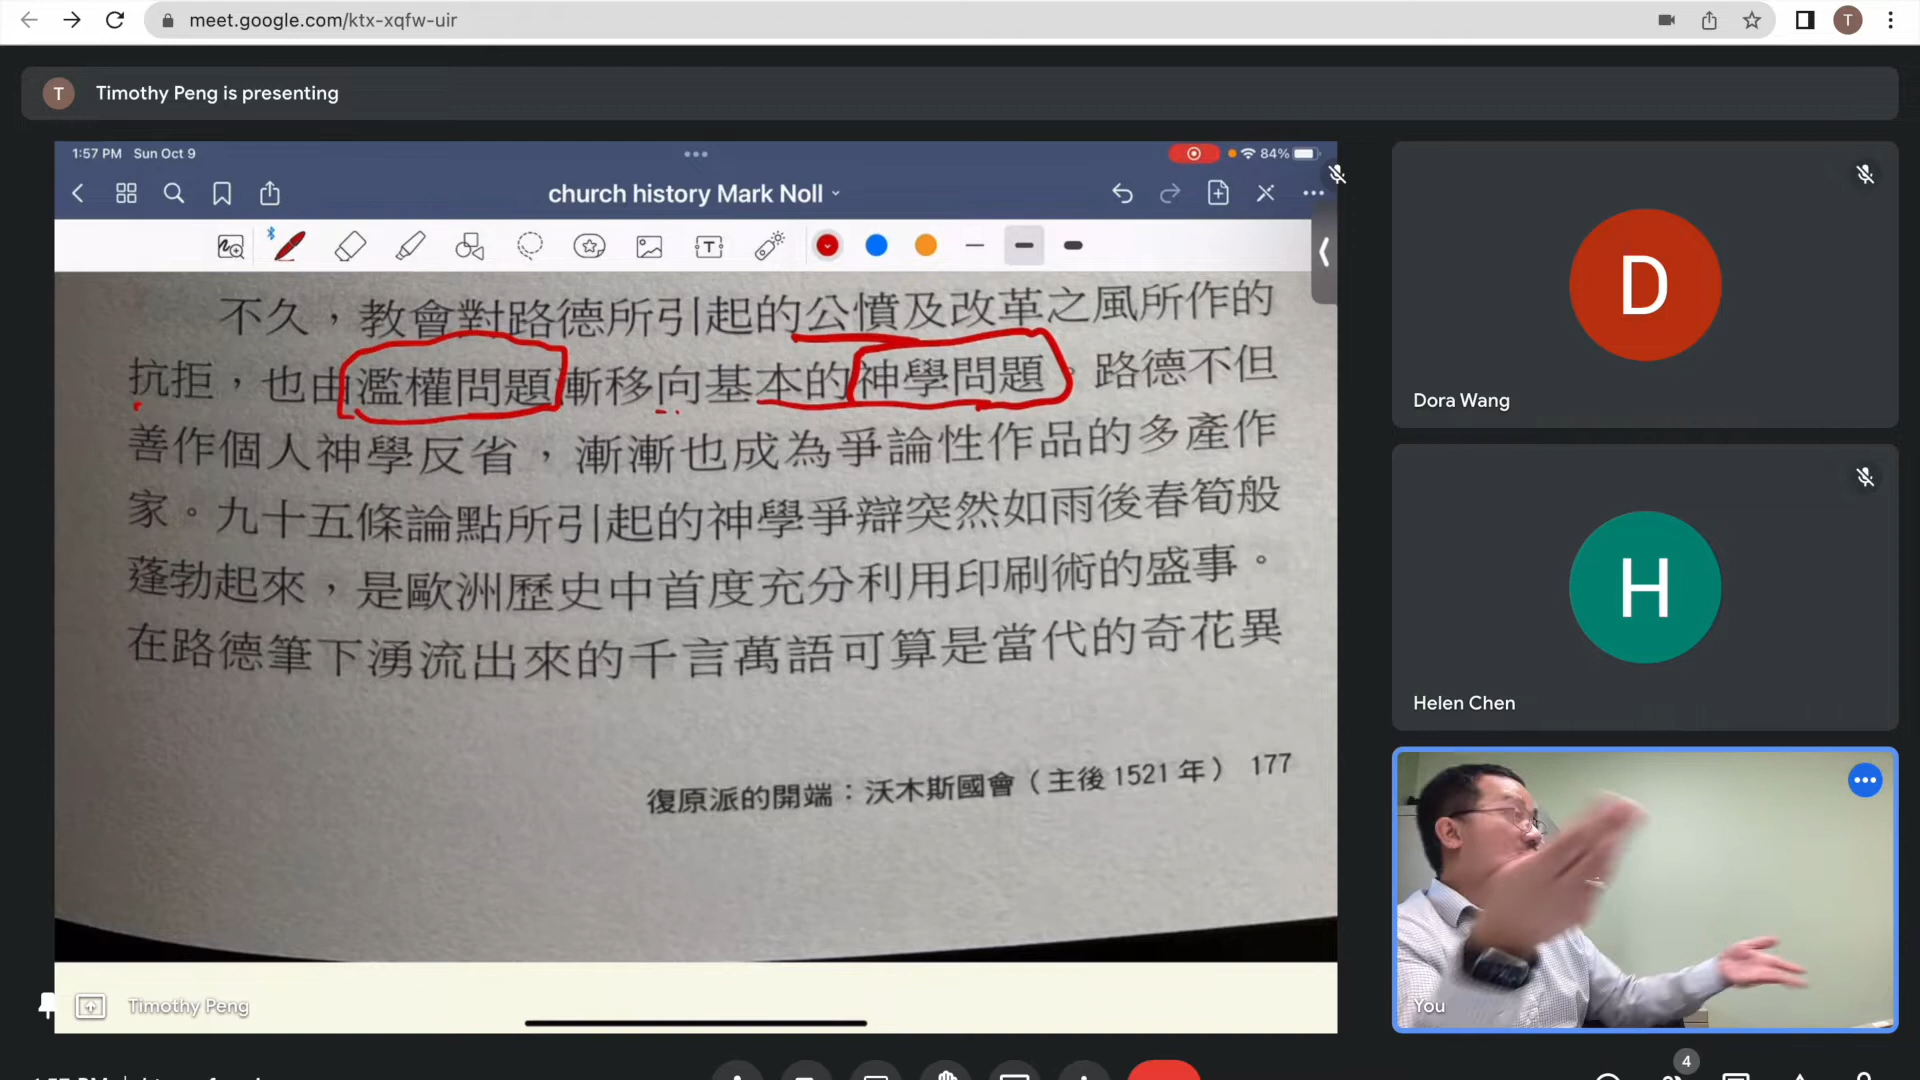 meet.google.com/ktx-xqfw-uir
T
T
Timothy Peng is presenting
1:57 PM Sun Oct 9
84%
church history Mark Noll
T
不久，教會對路德所引起的公憤及改革之風所作的
抗拒，也由濫權問題漸移向基本的神學問題。路德不但
善作個人神學反省，漸漸也成為爭論性作品的多產作
家。九十五條論點所引起的神學爭辯突然如雨後春筍般
蓬勃起來，是歐洲歷史中首度充分利用印刷術的盛事。
在路德筆下湧流出來的千言萬語可算是當代的奇花異
復原派的開端：沃木斯國會（主後1521年） 177
Timothy Peng
D
Dora Wang
H
Helen Chen
You
4